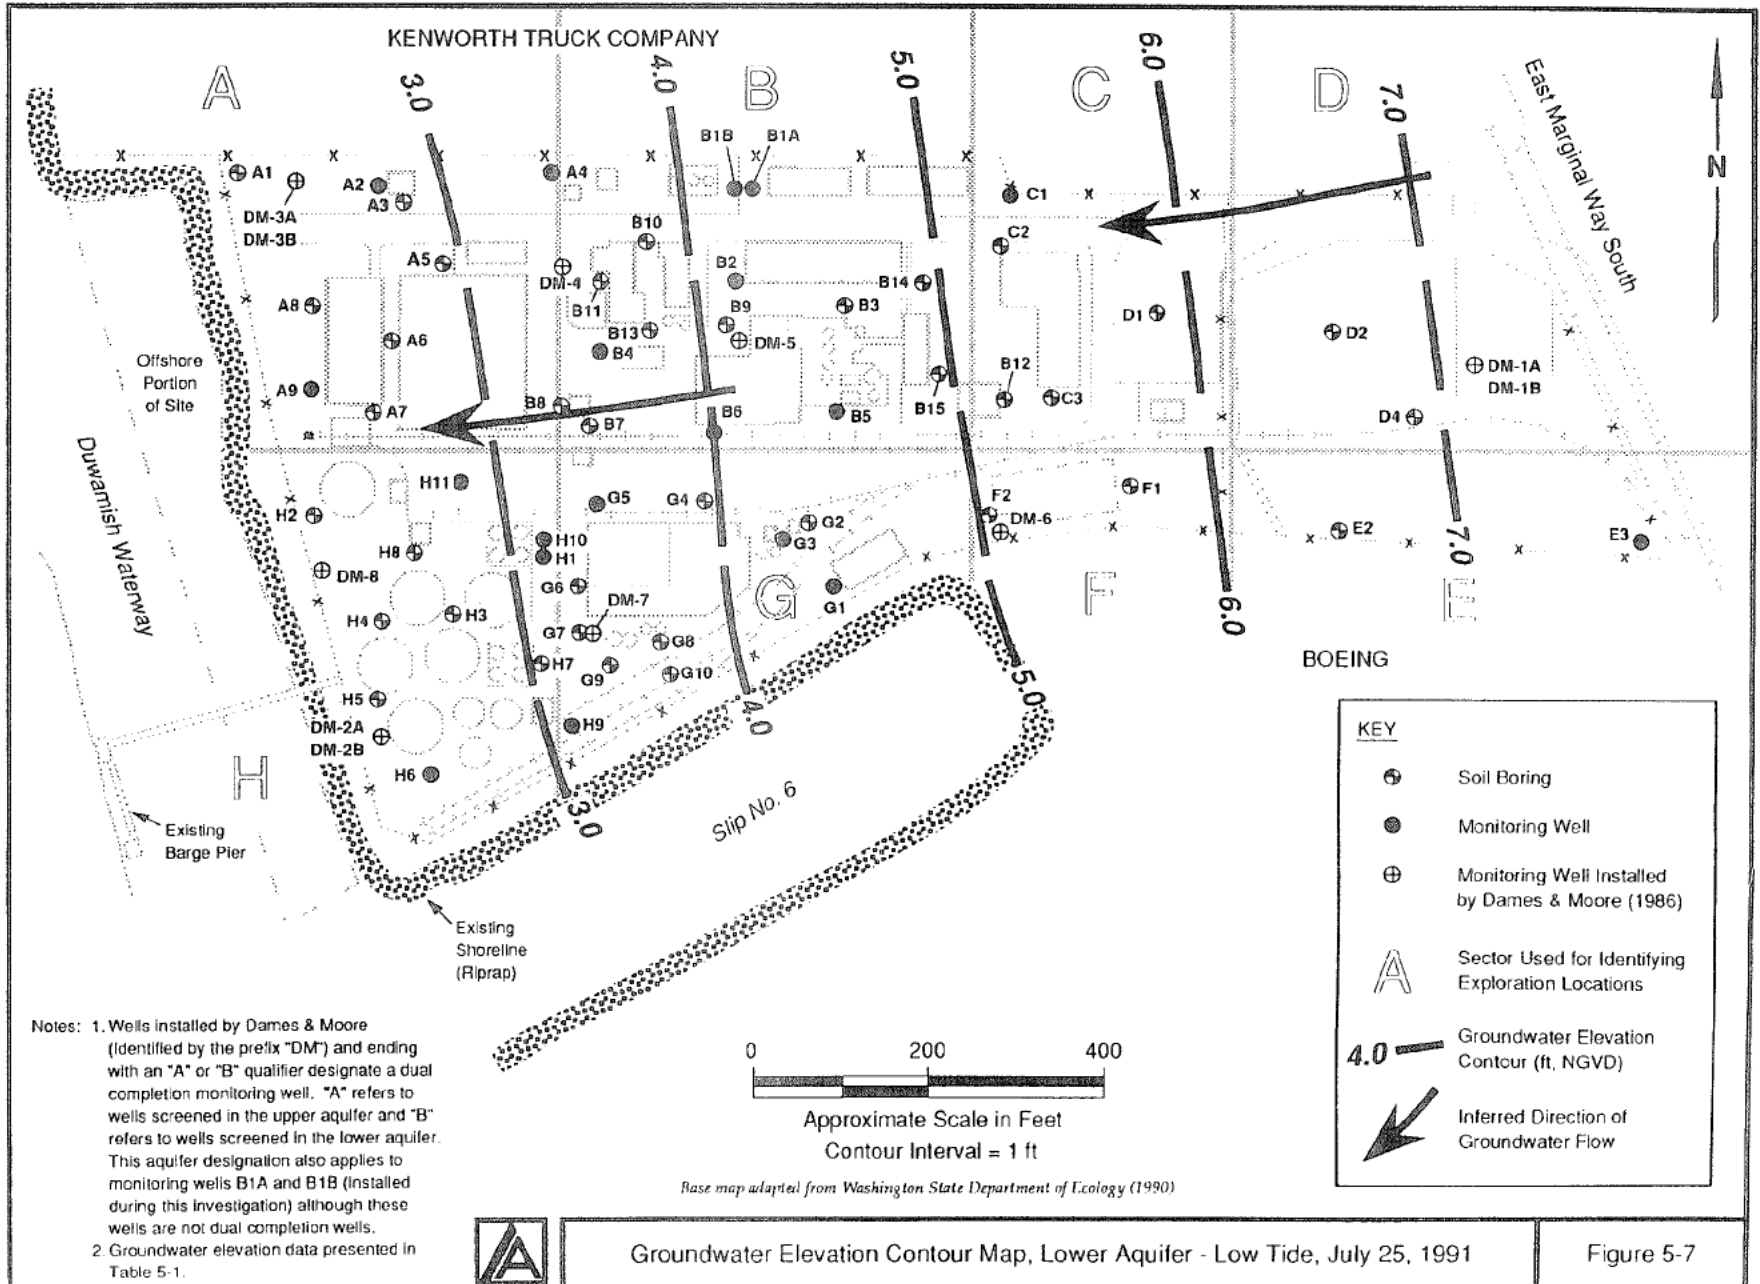 KENWORTH TRUCK COMPANY
A
B
C
D
3.0
4.0
5.0
6.0
7.0
East Marginal Way South
N
B1B
B1A
A1
A2
A3
A4
DM-3A
DM-3B
C1
B10
C2
A5
DM-4
B11
B2
B14
A8
B9
B3
D1
D2
A6
B13
B4
DM-5
Offshore
Portion
of Site
B12
DM-1A
DM-1B
A9
A7
B8
B7
B6
B5
B15
C3
D4
Duwamish Waterway
H11
G5
G4
F1
H2
G2
F2
DM-6
E2
E3
H10
G3
H8
H1
7.0
DM-8
G6
DM-7
G
G1
F
E
H4
H3
G7
G8
6.0
H7
G9
G10
BOEING
H5
5.0
DM-2A
DM-2B
H9
4.0
H
H6
3.0
Slip No. 6
Existing
Barge Pier
Existing
Shoreline
(Riprap)
KEY
Soil Boring
Monitoring Well
Monitoring Well Installed
by Dames & Moore (1986)
A
Sector Used for Identifying
Exploration Locations
4.0
Groundwater Elevation
Contour (ft, NGVD)
Inferred Direction of
Groundwater Flow
Notes: 1. Wells installed by Dames & Moore
(identified by the prefix "DM") and ending
with an "A" or "B" qualifier designate a dual
completion monitoring well. "A" refers to
wells screened in the upper aquifer and "B"
refers to wells screened in the lower aquifer.
This aquifer designation also applies to
monitoring wells B1A and B1B (installed
during this investigation) although these
wells are not dual completion wells.
2. Groundwater elevation data presented in
Table 5-1.
0 200 400
Approximate Scale in Feet
Contour Interval = 1 ft
Base map adapted from Washington State Department of Ecology (1990)
Groundwater Elevation Contour Map, Lower Aquifer - Low Tide, July 25, 1991
Figure 5-7